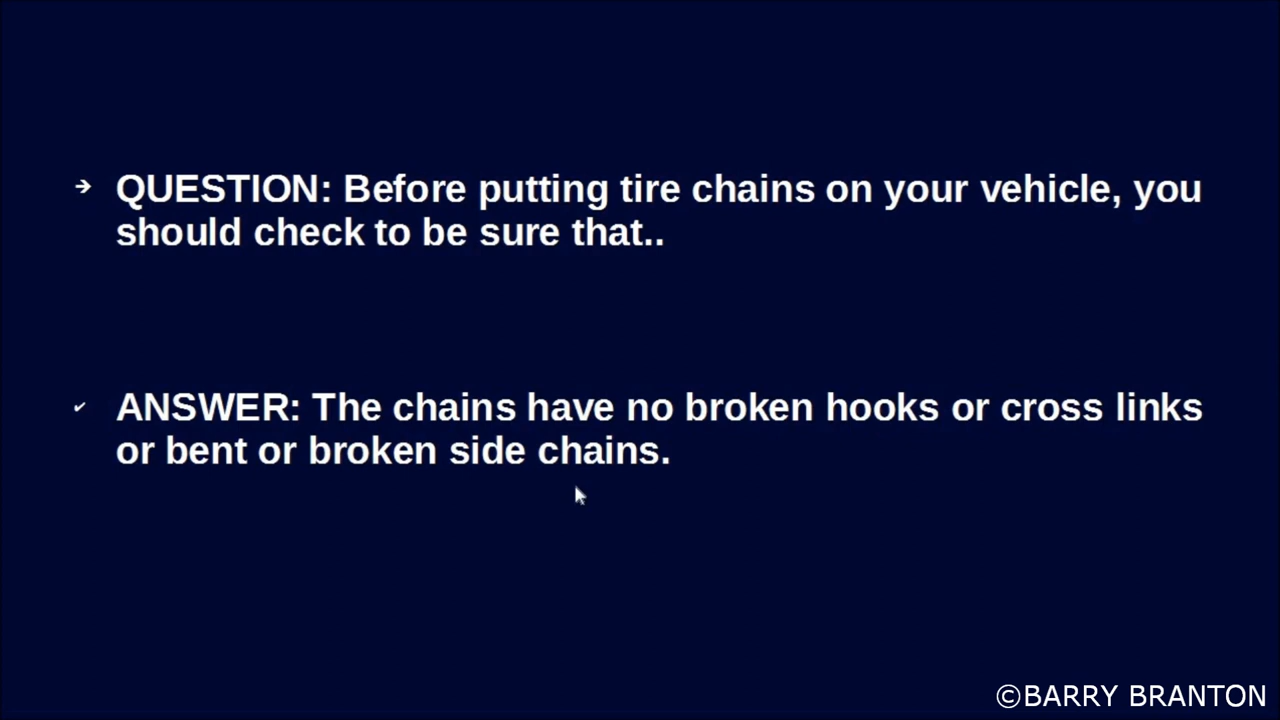 ➔ QUESTION: Before putting tire chains on your vehicle, you
should check to be sure that..
✔ ANSWER: The chains have no broken hooks or cross links
or bent or broken side chains.
©BARRY BRANTON